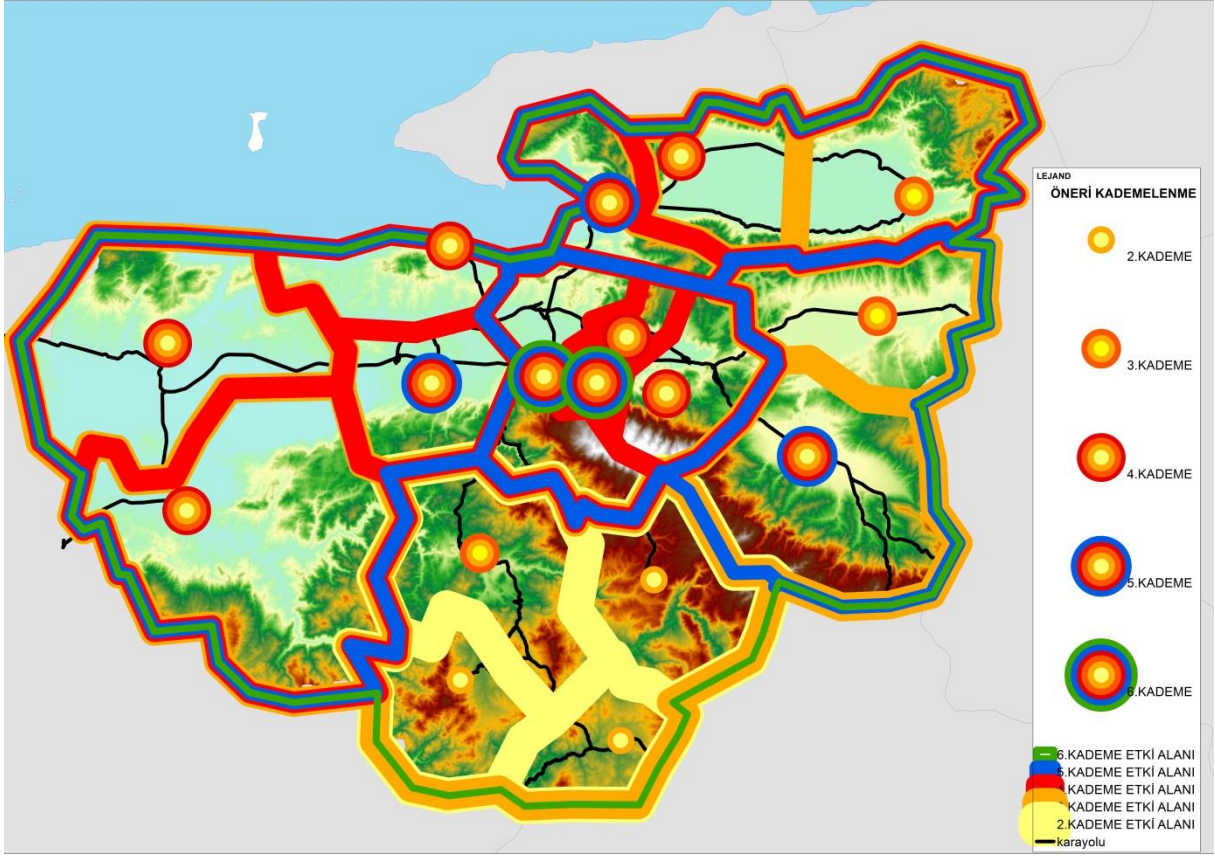 LEJAND
ÖNERİ KADEMELENME
2.KADEME
3.KADEME
4.KADEME
5.KADEME
6.KADEME
6.KADEME ETKİ ALANI
5.KADEME ETKİ ALANI
KADEME ETKİ ALANI
KADEME ETKİ ALANI
2.KADEME ETKİ ALANI
karayolu